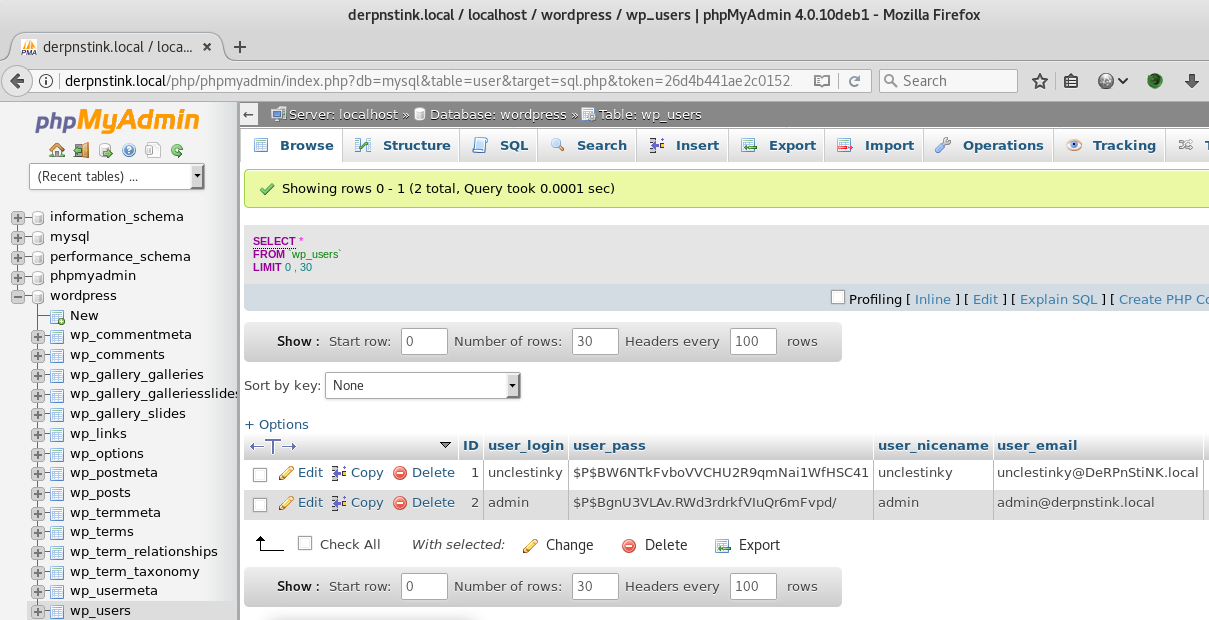 derpnstink.local / localhost / wordpress / wp_users | phpMyAdmin 4.0.10deb1 - Mozilla Firefox
PMA derpnstink.local / loca... × +
derpnstink.local/php/phpmyadmin/index.php?db=mysql&table=user&target=sql.php&token=26d4b441ae2c0152
Search
phpMyAdmin
(Recent tables) ...
information_schema
mysql
performance_schema
phpmyadmin
wordpress
New
wp_commentmeta
wp_comments
wp_gallery_galleries
wp_gallery_galleriesslides
wp_gallery_slides
wp_links
wp_options
wp_postmeta
wp_posts
wp_termmeta
wp_terms
wp_term_relationships
wp_term_taxonomy
wp_usermeta
wp_users
Server: localhost » Database: wordpress » Table: wp_users
Browse Structure SQL Search Insert Export Import Operations Tracking T
Showing rows 0 - 1 (2 total, Query took 0.0001 sec)
SELECT *
FROM `wp_users`
LIMIT 0 , 30
Profiling [ Inline ] [ Edit ] [ Explain SQL ] [ Create PHP Co
Show : Start row: 0 Number of rows: 30 Headers every 100 rows
Sort by key: None
+ Options
←T→ ID user_login user_pass user_nicename user_email
Edit Copy Delete 1 unclestinky $P$BW6NTkFvboVVCHU2R9qmNai1WfHSC41 unclestinky unclestinky@DeRPnStiNK.local
Edit Copy Delete 2 admin $P$BgnU3VLAv.RWd3rdrkfVIuQr6mFvpd/ admin admin@derpnstink.local
Check All With selected: Change Delete Export
Show : Start row: 0 Number of rows: 30 Headers every 100 rows